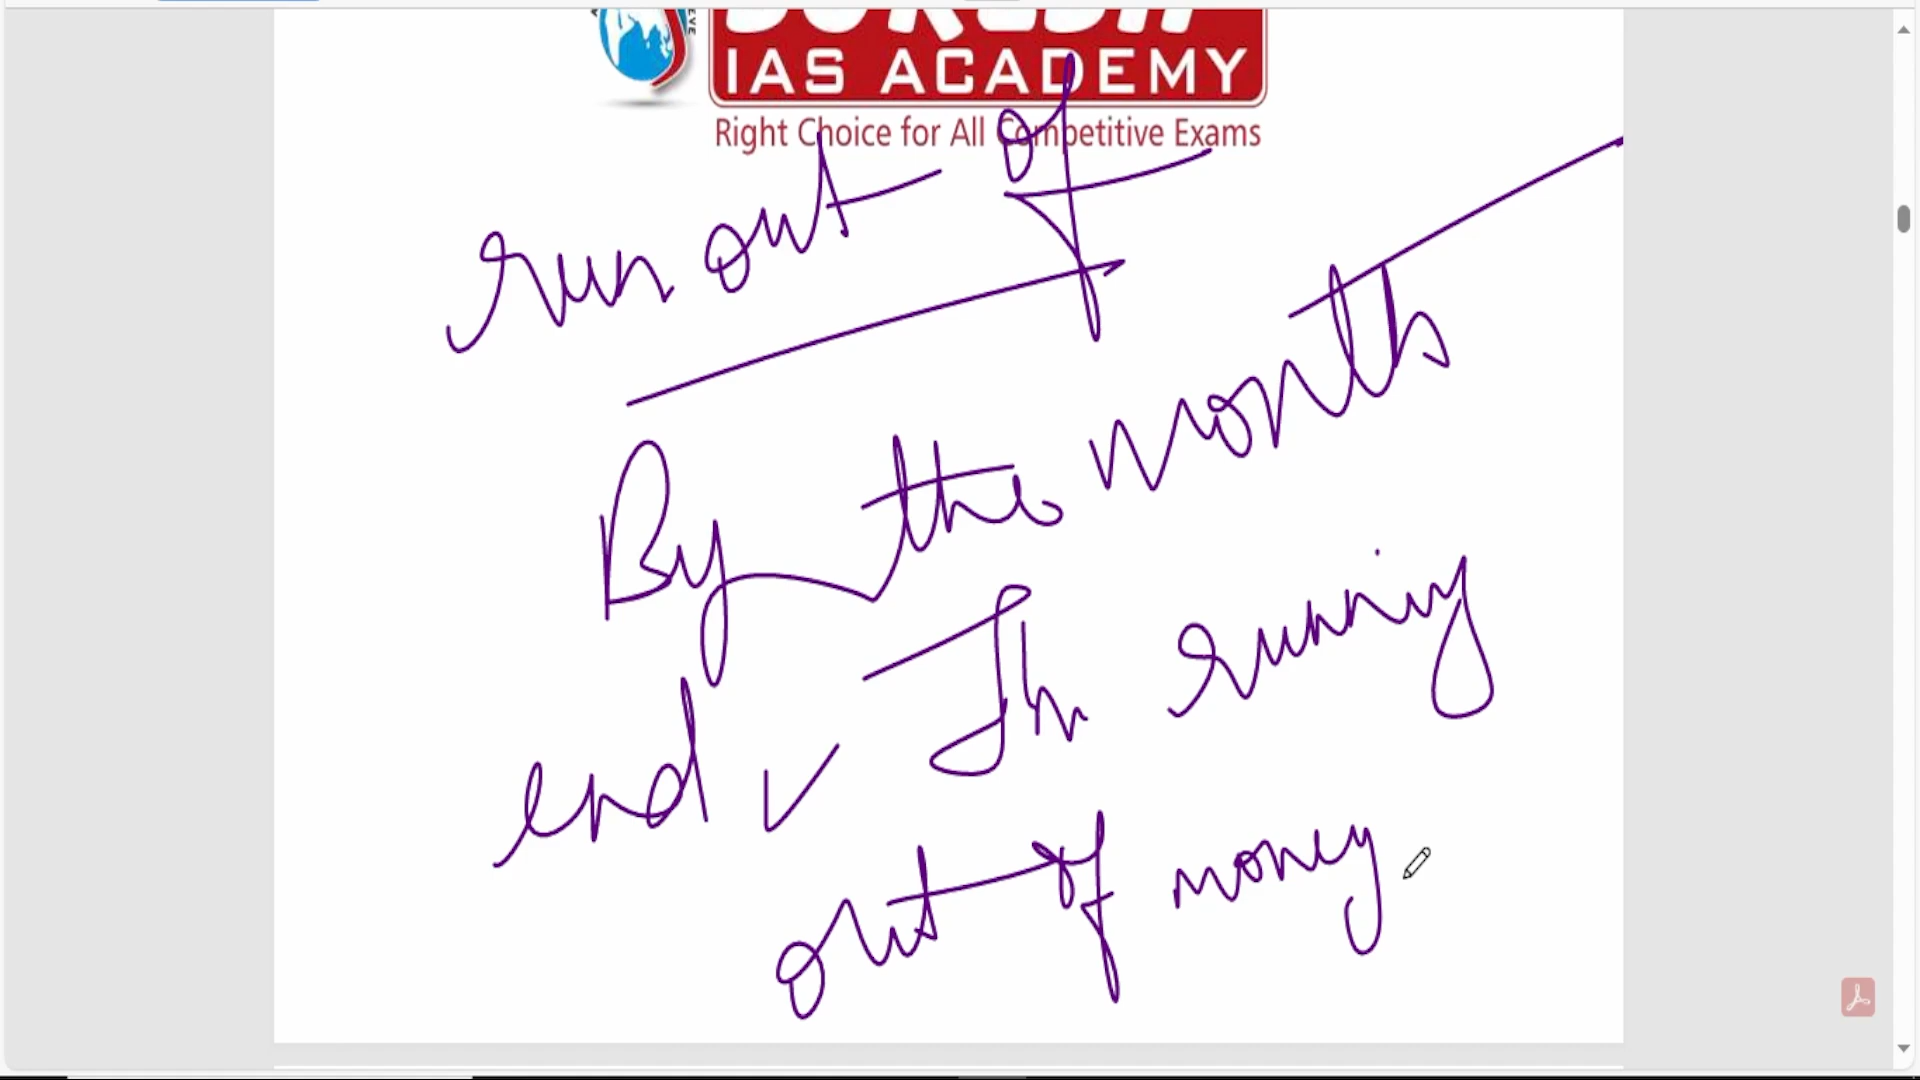 IAS ACADEMY
Right Choice for All Competitive Exams
run out of
By the month
end I'm running
out of money